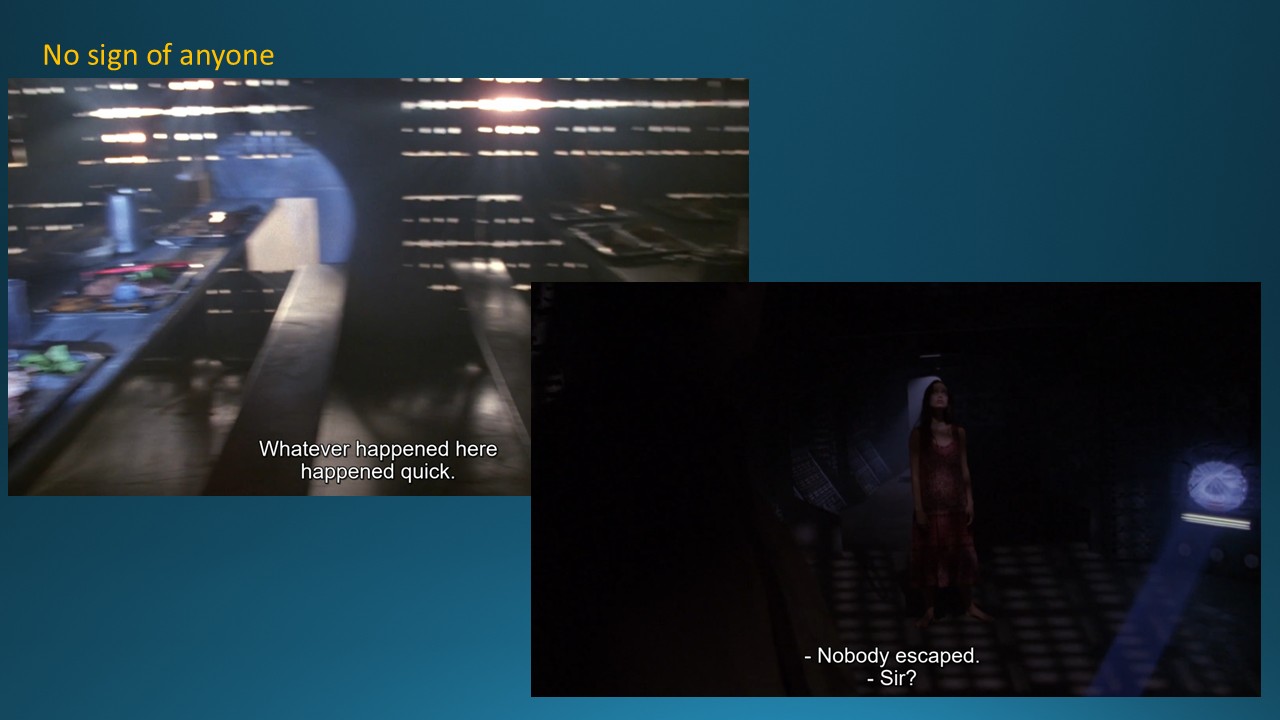 No sign of anyone
Whatever happened here
happened quick.
- Nobody escaped.
- Sir?